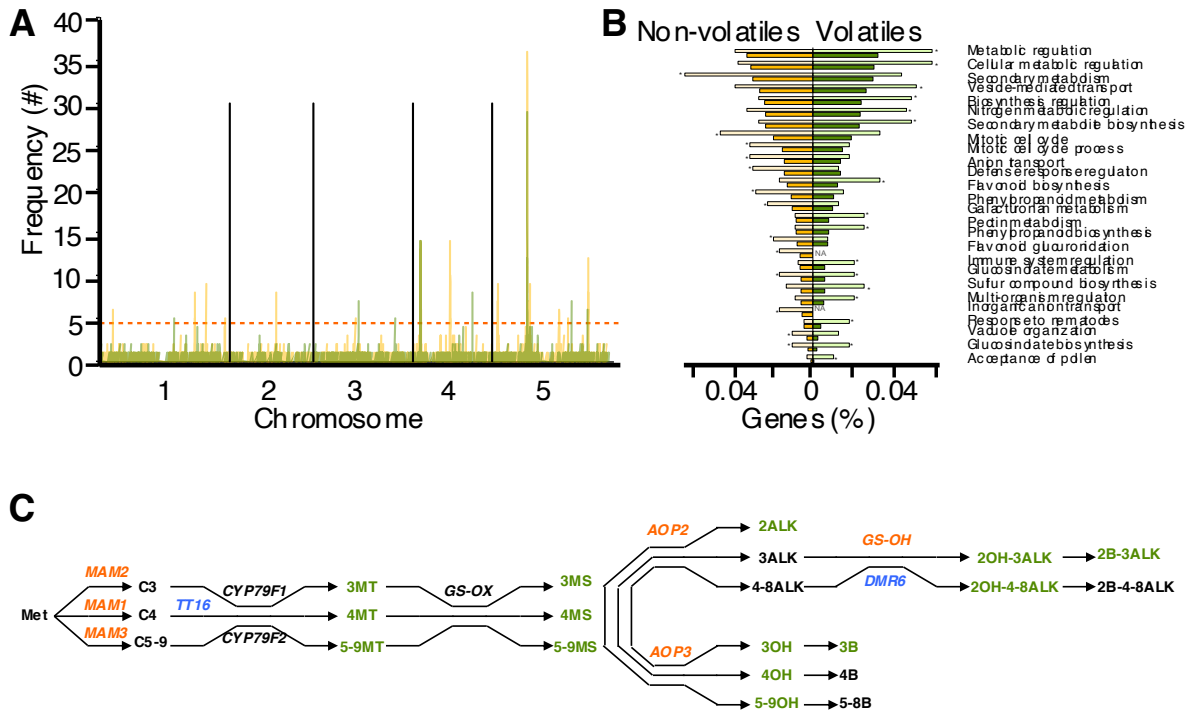 A
40
35
30
25
20
15
10
5
0
Frequency (#)
1 2 3 4 5
Chromosome
B
Non-volatiles Volatiles
Metabolic regulation
Cellular metabolic regulation
Secondary metabolism
Vesicle-mediated transport
Biosynthesis regulation
Nitrogen metabolic regulation
Secondary metabolite biosynthesis
Mitotic cell cycle
Mitotic cell cycle process
Anion transport
Defense response regulation
Flavonoid biosynthesis
Phenylpropanoid metabolism
Galacturonan metabolism
Pectin metabolism
Phenylpropanoid biosynthesis
Flavonoid glucuronidation
NA
Immune system regulation
Glucosinolate metabolism
Sulfur compound biosynthesis
Multi-organism regulation
Inorganic anion transport
NA
Response to nematodes
Vacuole organization
Glucosinolate biosynthesis
Acceptance of pollen
0.04 0 0.04
Genes (%)
C
Met
MAM2 C3 CYP79F1 3MT GS-OX 3MS
MAM1 C4 TT16 4MT 4MS
MAM3 C5-9 CYP79F2 5-9MT 5-9MS
AOP2 2ALK
3ALK GS-OH 2OH-3ALK 2B-3ALK
4-8ALK DMR6 2OH-4-8ALK 2B-4-8ALK
AOP3 3OH 3B
4OH 4B
5-9OH 5-8B